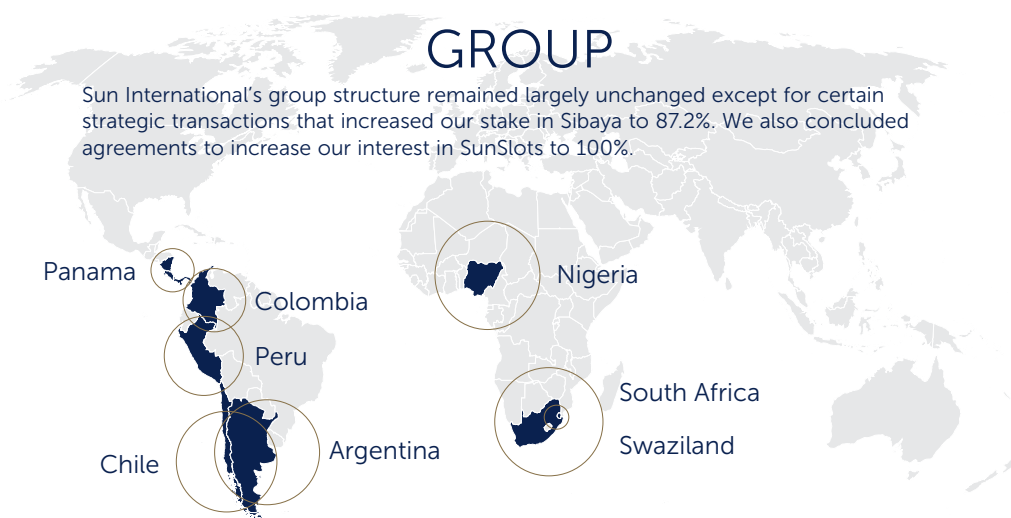 GROUP
Sun International's group structure remained largely unchanged except for certain
strategic transactions that increased our stake in Sibaya to 87.2%. We also concluded
agreements to increase our interest in SunSlots to 100%.
Panama
Nigeria
Colombia
Peru
South Africa
Swaziland
Argentina
Chile